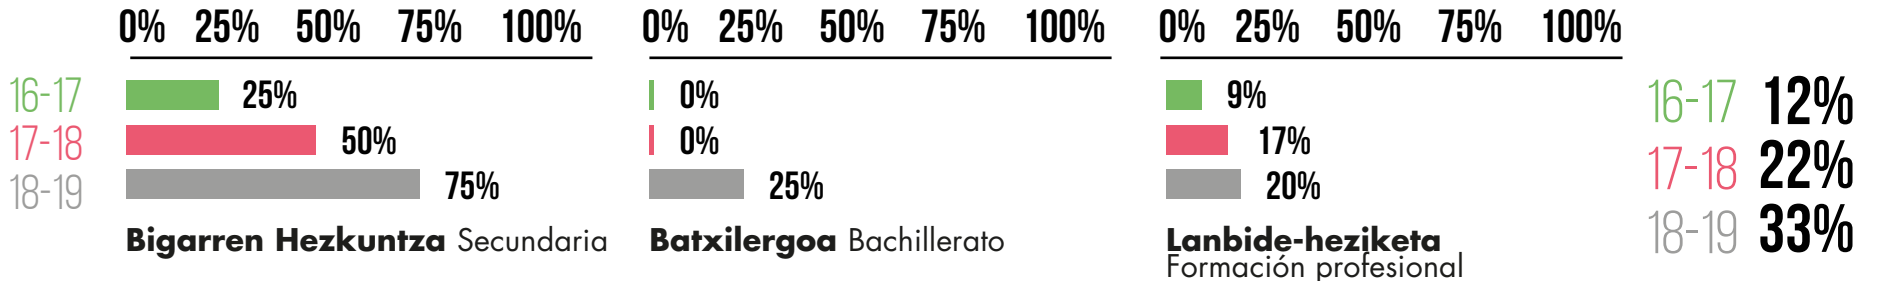 0% 25% 50% 75% 100% 0% 25% 50% 75% 100% 0% 25% 50% 75% 100%
16-17 25% 0% 9% 16-17 12%
17-18 50% 0% 17% 17-18 22%
18-19 75% 25% 20% 18-19 33%
Bigarren Hezkuntza Secundaria Batxilergoa Bachillerato Lanbide-heziketa
Formación profesional